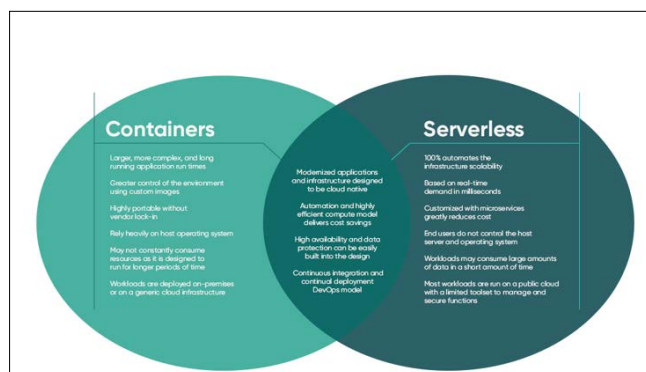 Containers
Larger, more complex, and long
running application run times
Greater control of the environment
using custom images
Highly portable without
vendor lock-in
Rely heavily on host operating system
May not constantly consume
resources as it is designed to
run for longer periods of time
Workloads are deployed on-premises
or on a generic cloud infrastructure
Modernized applications
and infrastructure designed
to be cloud native
Automation and highly
efficient compute model
delivers cost savings
High availability and data
protection can be easily
built into the design
Continuous integration and
continual deployment
DevOps model
Serverless
100% automates the
infrastructure scalability
Based on real-time
demand in milliseconds
Customized with microservices
greatly reduces cost
End users do not control the host
server and operating system
Workloads may consume large amounts
of data in a short amount of time
Most workloads are run on a public cloud
with a limited toolset to manage and
secure functions